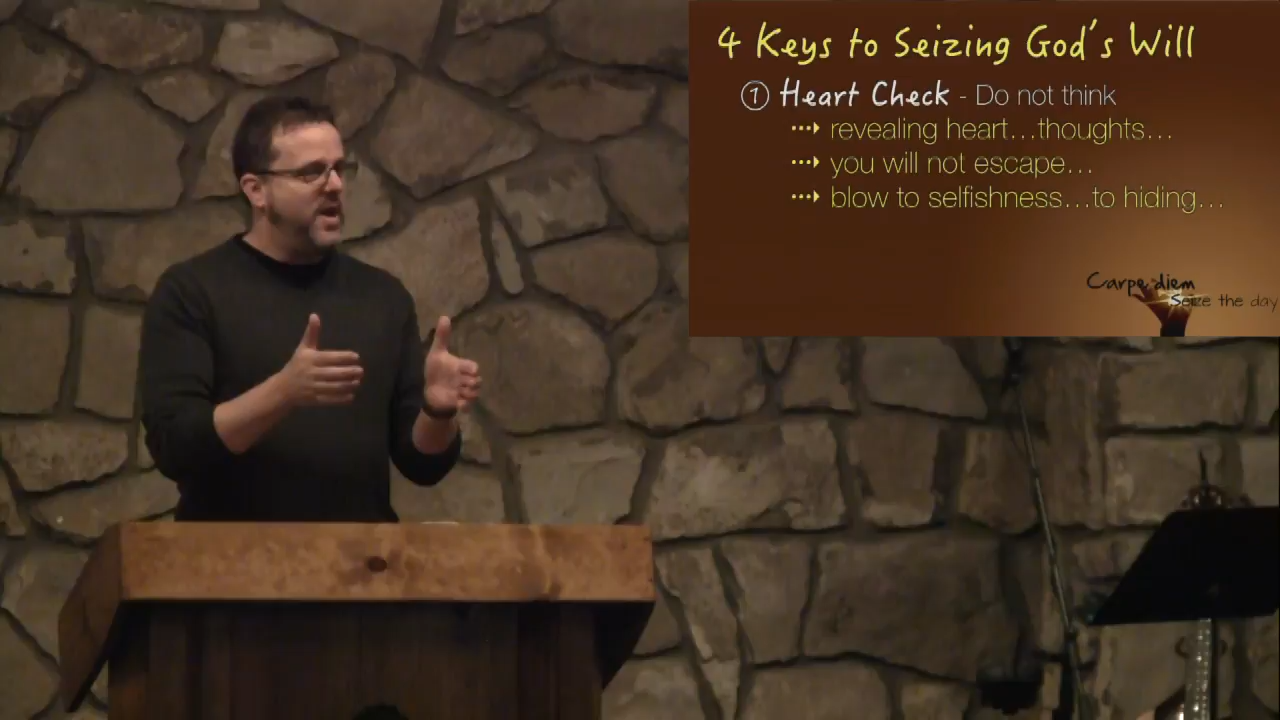 4 Keys to Seizing God's Will
① Heart Check - Do not think
revealing heart...thoughts...
you will not escape...
blow to selfishness...to hiding...
Carpe diem
Seize the day